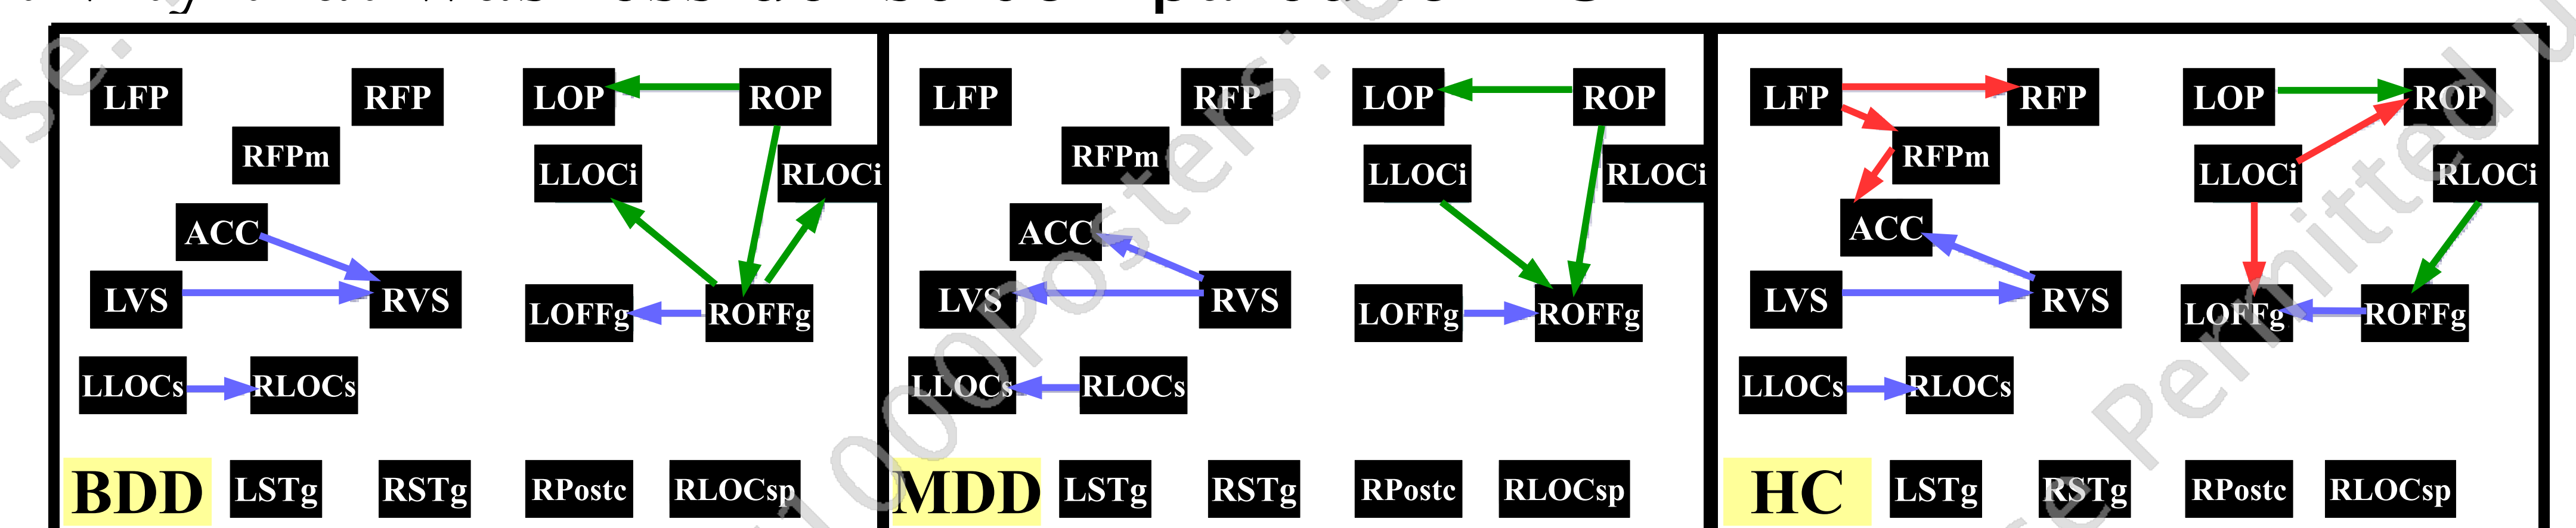 LFP RFP LOP ROP LFP RFP LOP ROP LFP RFP LOP ROP
RFPm LLOCi RLOCi RFPm LLOCi RLOCi RFPm LLOCi RLOCi
ACC ACC ACC
LVS RVS LOFFg ROFFg LVS RVS LOFFg ROFFg LVS RVS LOFFg ROFFg
LLOCs RLOCs LLOCs RLOCs LLOCs RLOCs
BDD LSTg RSTg RPostc RLOCsp MDD LSTg RSTg RPostc RLOCsp HC LSTg RSTg RPostc RLOCsp